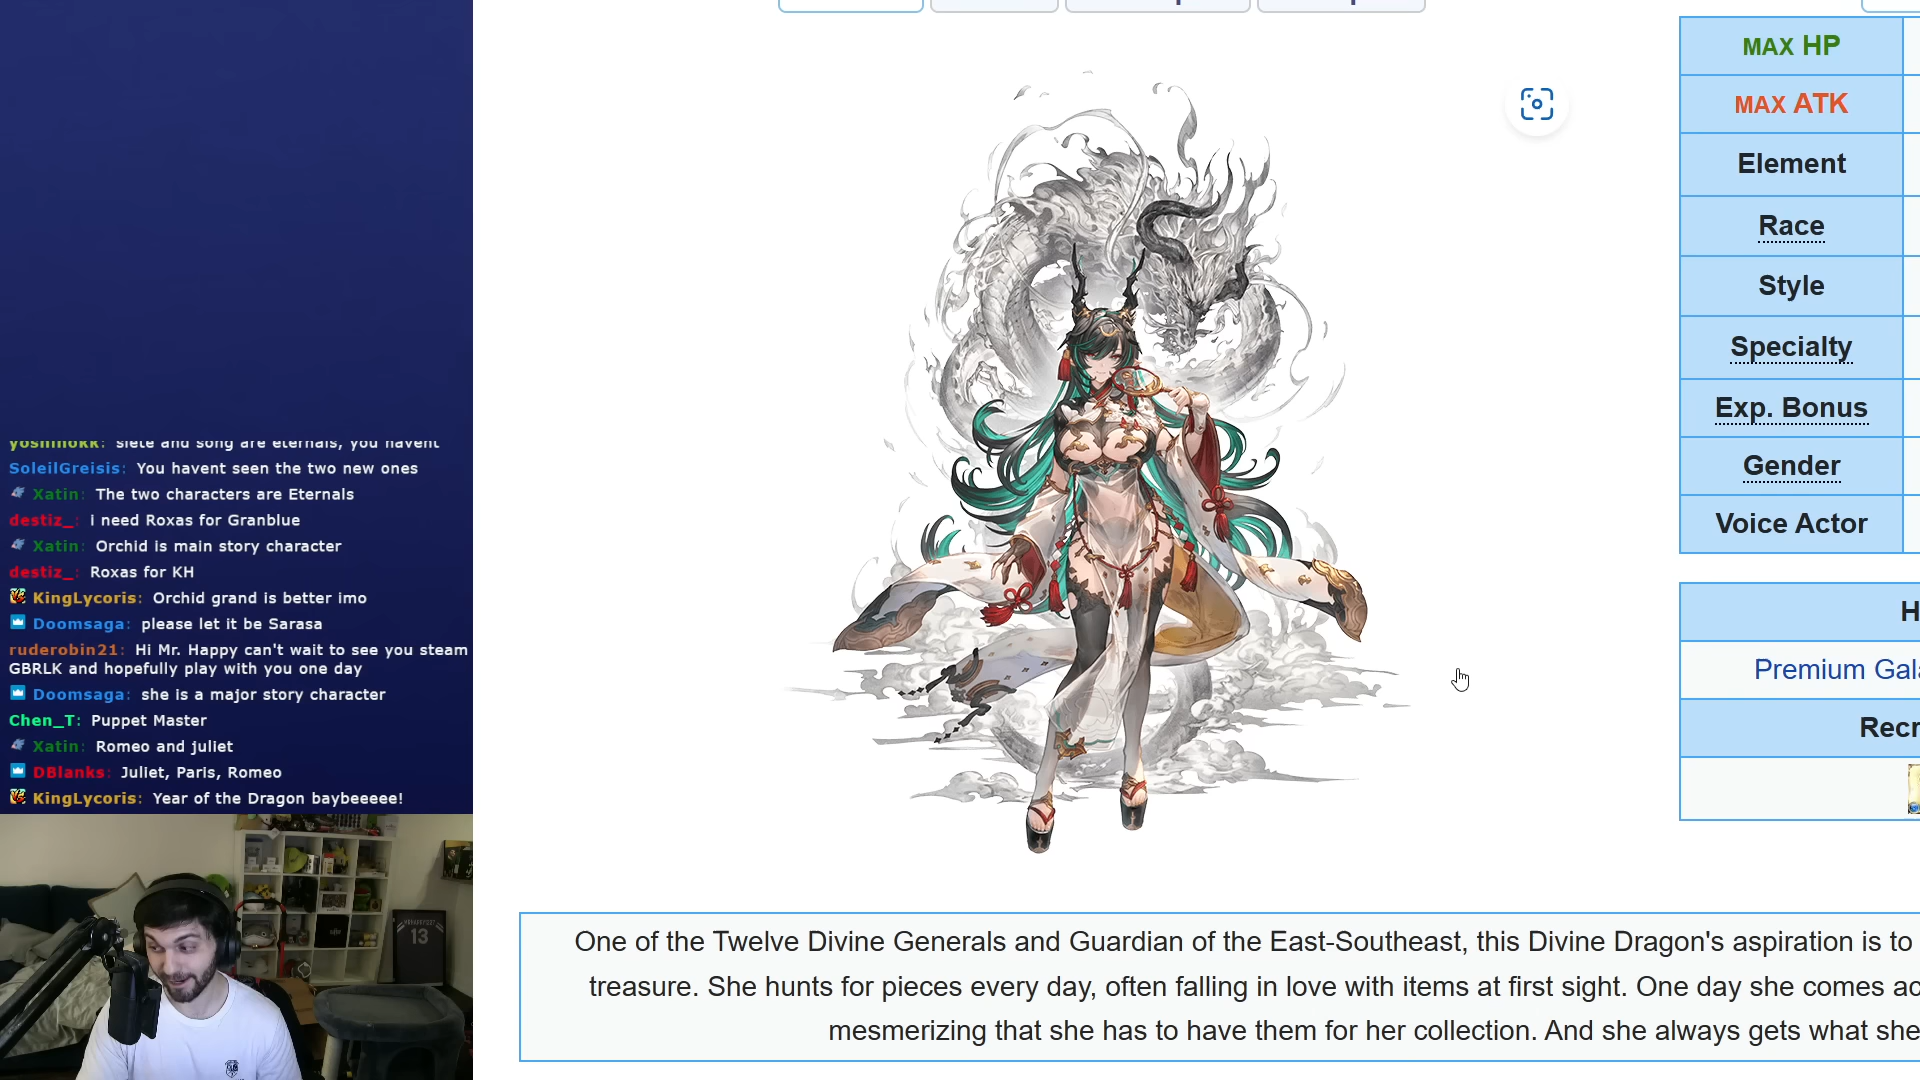 yoshinokk: siete and song are eternals, you havent
SoleilGreisis: You havent seen the two new ones
Xatin: The two characters are Eternals
destiz_: i need Roxas for Granblue
Xatin: Orchid is main story character
destiz_: Roxas for KH
KingLycoris: Orchid grand is better imo
Doomsaga: please let it be Sarasa
ruderobin21: Hi Mr. Happy can't wait to see you steam
GBRLK and hopefully play with you one day
Doomsaga: she is a major story character
Chen_T: Puppet Master
Xatin: Romeo and juliet
DBlanks: Juliet, Paris, Romeo
KingLycoris: Year of the Dragon baybeeeee!
13
MAX HP
MAX ATK
Element
Race
Style
Specialty
Exp. Bonus
Gender
Voice Actor
H
Premium Gala
Recr
One of the Twelve Divine Generals and Guardian of the East-Southeast, this Divine Dragon's aspiration is to
treasure. She hunts for pieces every day, often falling in love with items at first sight. One day she comes ac
mesmerizing that she has to have them for her collection. And she always gets what she